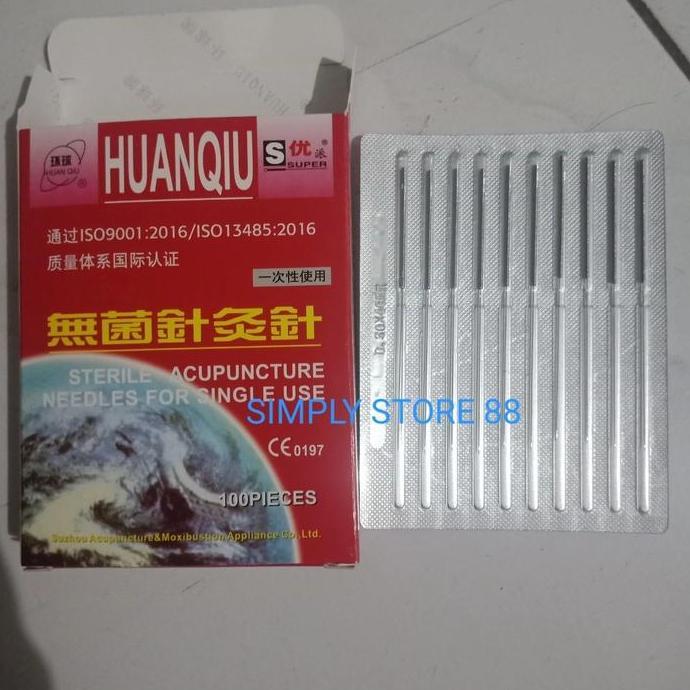 环球
HUAN QIU
®
HUANQIU
S 优派
SUPER
®
通过ISO9001:2016/ISO13485:2016
质量体系国际认证
一次性使用
無菌針灸針
STERILE ACUPUNCTURE
NEEDLES FOR SINGLE USE
SIMPLY STORE 88
CE 0197
100PIECES
Suzhou Acupuncture&Moxibustion Appliance Co.,Ltd.